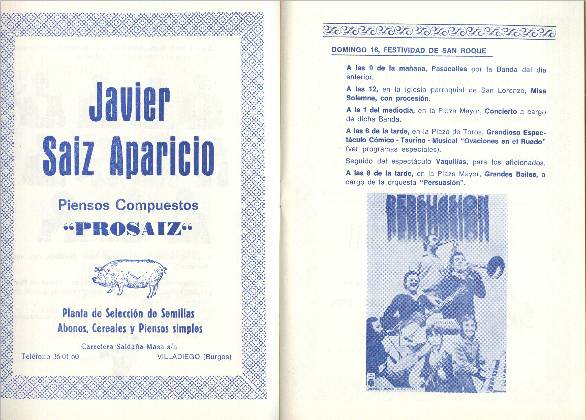 Javier
Saiz Aparicio
Piensos Compuestos
“PROSAIZ“
Planta de Selección de Semillas
Abonos, Cereales y Piensos simples
Carretera Saldaña-Masa s/n
Teléfono 36 01 60 VILLADIEGO (Burgos)
DOMINGO 16, FESTIVIDAD DE SAN ROQUE
A las 9 de la mañana, Pasacalles por la Banda del día
anterior.
A las 12, en la iglesia parroquial de San Lorenzo, Misa
Solemne, con procesión.
A la 1 del mediodía, en la Plaza Mayor, Concierto a cargo
de dicha Banda.
A las 6 de la tarde, en la Plaza de Toros, Grandioso Espec-
táculo Cómico - Taurino - Musical “Ovaciones en el Ruedo”
(ver programas especiales).
Seguido del espectáculo Vaquillas, para los aficionados.
A las 8 de la tarde, en la Plaza Mayor, Grandes Bailes, a
cargo de la orquesta “Persuasión”.
PERSUASION